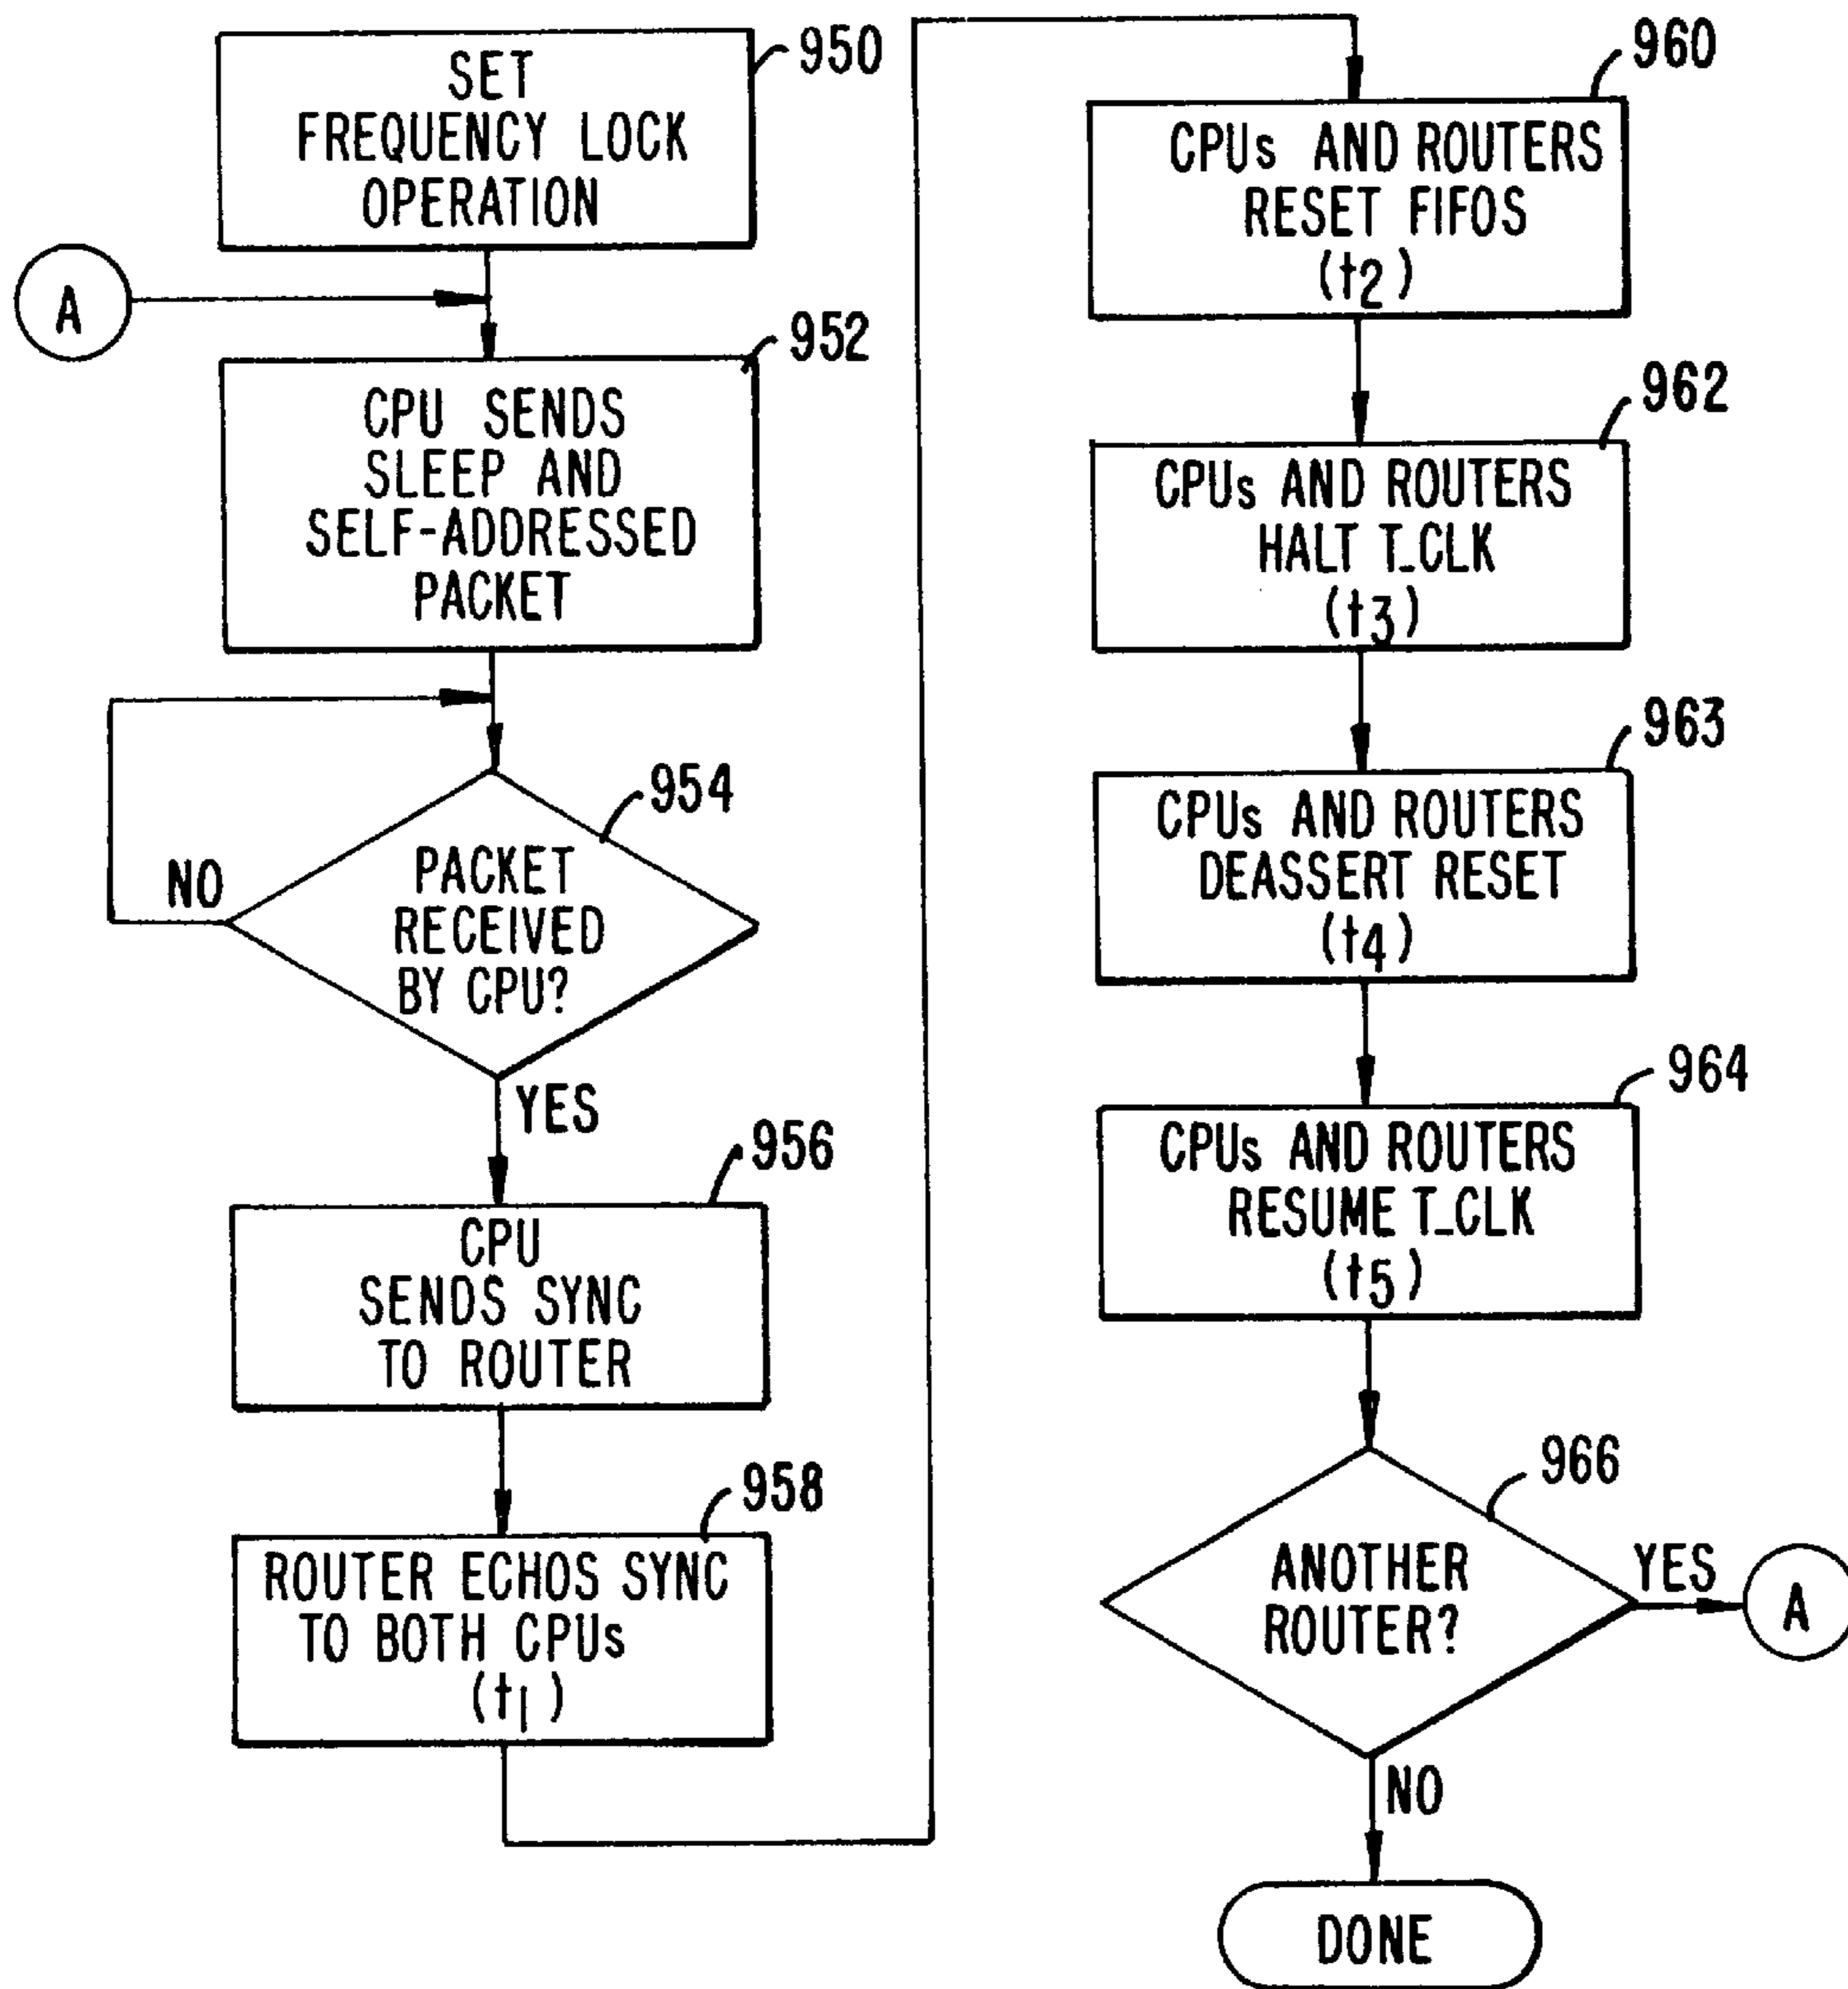 SET
FREQUENCY LOCK
OPERATION
950
A
952
CPU SENDS
SLEEP AND
SELF-ADDRESSED
PACKET
954
PACKET
RECEIVED
BY CPU?
NO
YES
956
CPU
SENDS SYNC
TO ROUTER
958
ROUTER ECHOS SYNC
TO BOTH CPUs
(t1)
960
CPUs AND ROUTERS
RESET FIFOS
(t2)
962
CPUs AND ROUTERS
HALT T_CLK
(t3)
963
CPUs AND ROUTERS
DEASSERT RESET
(t4)
964
CPUs AND ROUTERS
RESUME T_CLK
(t5)
966
ANOTHER
ROUTER?
YES
A
NO
DONE